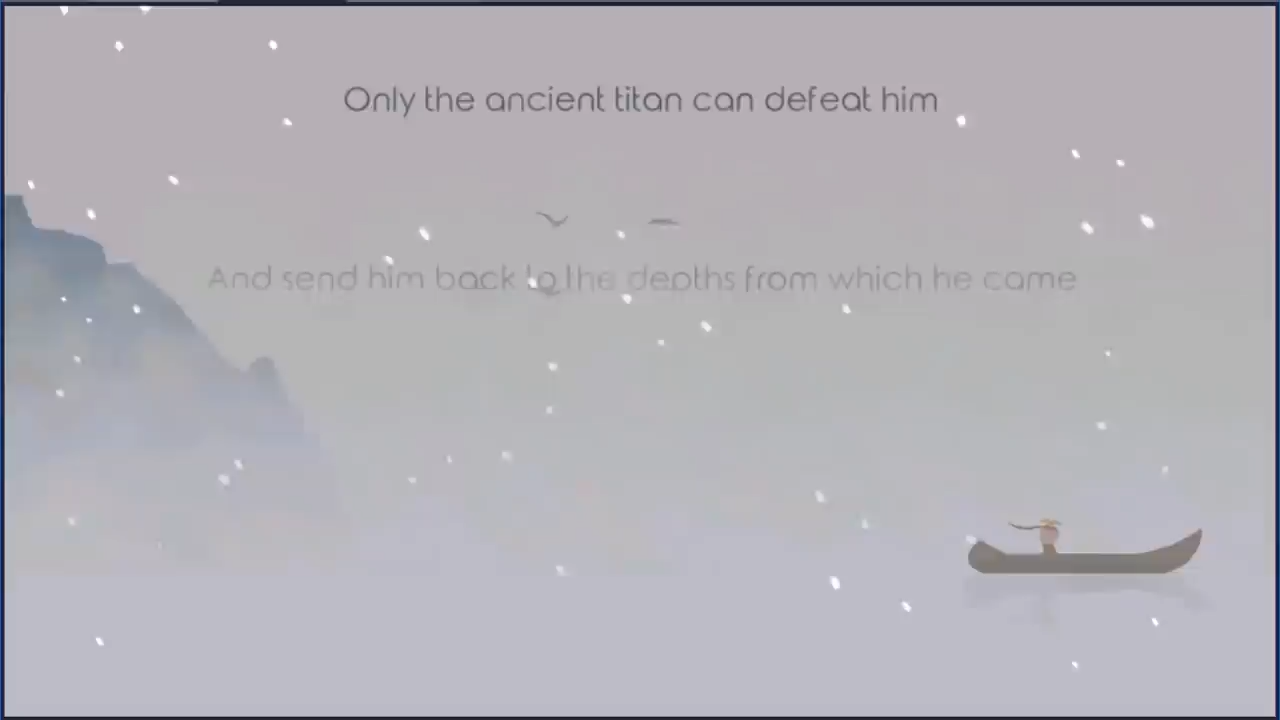 Only the ancient titan can defeat him
And send him back to the depths from which he came